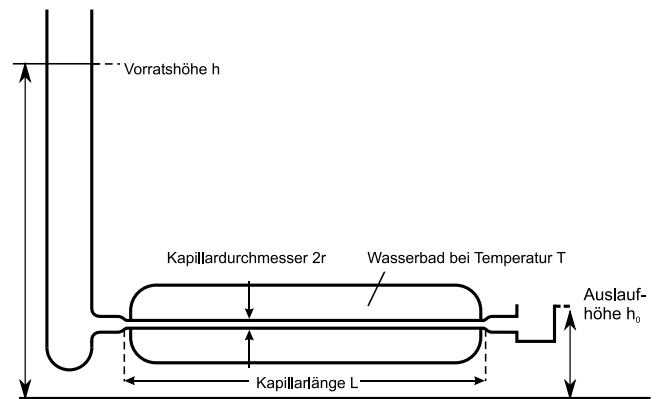 Vorratshöhe h
Kapillardurchmesser 2r
Wasserbad bei Temperatur T
Auslauf-
höhe h₀
Kapillarlänge L